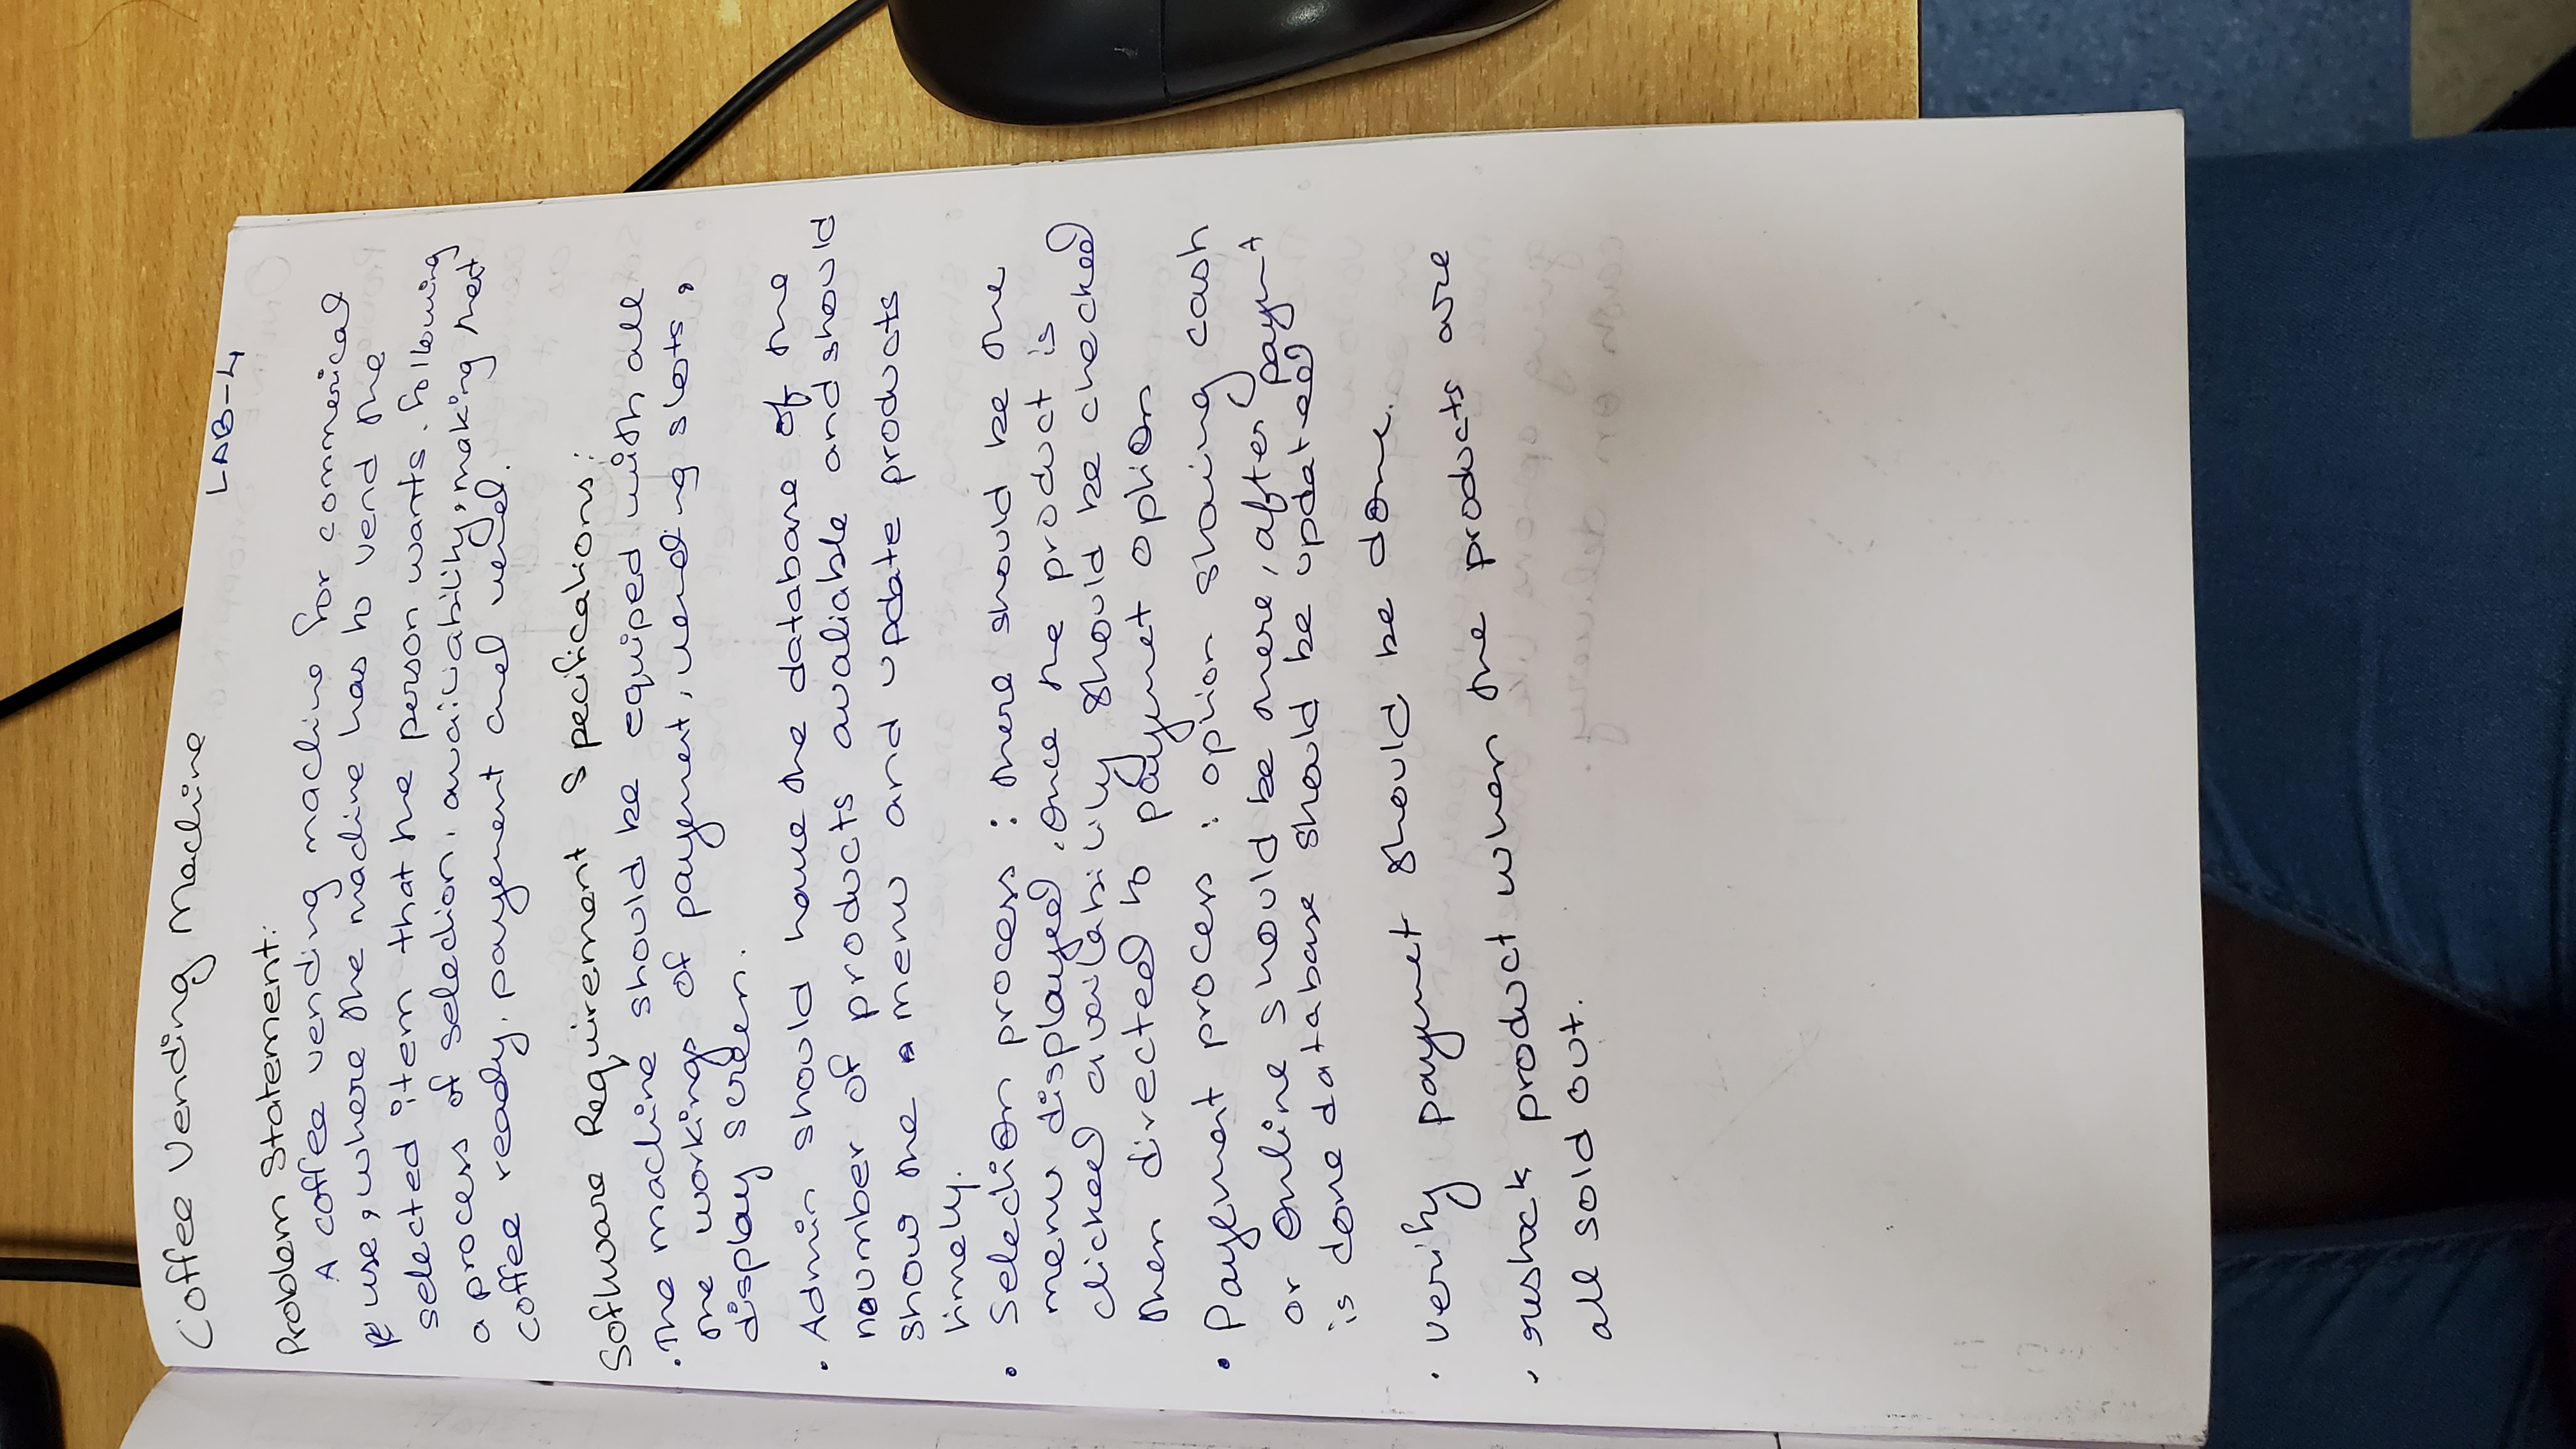 Coffee Vending Machine
LAB-4
Problem Statement:
A coffee vending machine for commerical
use, where the machine has to vend the
selected item that the person wants. following
a process of selection, availiability, making that
coffee ready, payement and vend.
Software Requirement Specifications:
. The machine should be equiped with all
the workings of payement, vending slots,
display screen.
. Admin should have the database of the
noumber of products avaliable and should
show the menu and update products
timely.
• Selection process : there should be the
menu displayed, once the product is
clicked availability should be checked
then directed to paymet option
• Payement process : option showing cash
or online should be there, after paymt
is done database should be updated
. verify paymet should be done.
. restock product when the products are
all sold out.